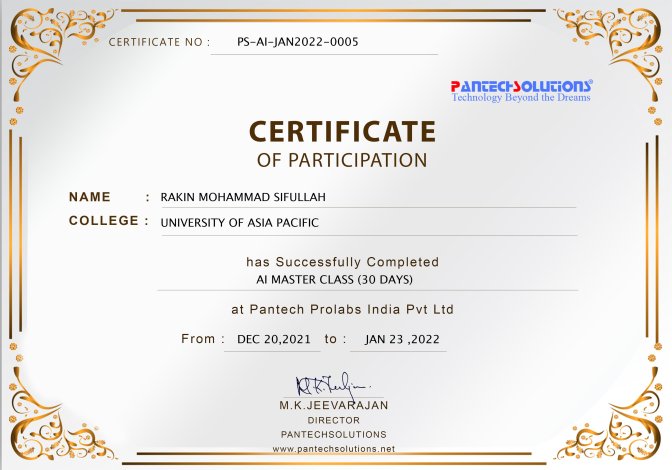 CERTIFICATE NO : PS-AI-JAN2022-0005
PANTECHSOLUTIONS®
Technology Beyond the Dreams
CERTIFICATE
OF PARTICIPATION
NAME : RAKIN MOHAMMAD SIFULLAH
COLLEGE : UNIVERSITY OF ASIA PACIFIC
has Successfully Completed
AI MASTER CLASS (30 DAYS)
at Pantech Prolabs India Pvt Ltd
From : DEC 20,2021 to : JAN 23 ,2022
M.K.JEEVARAJAN
DIRECTOR
PANTECHSOLUTIONS
www.pantechsolutions.net